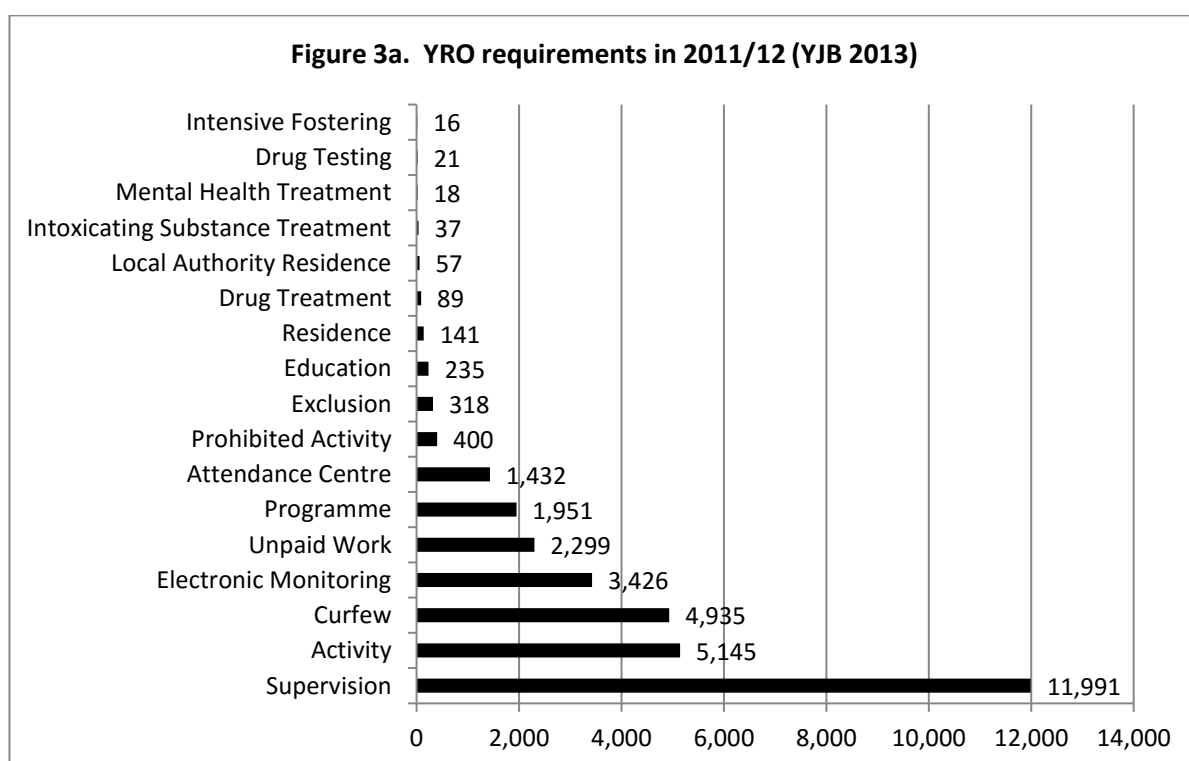 Figure 3a. YRO requirements in 2011/12 (YJB 2013)
Intensive Fostering 16
Drug Testing 21
Mental Health Treatment 18
Intoxicating Substance Treatment 37
Local Authority Residence 57
Drug Treatment 89
Residence 141
Education 235
Exclusion 318
Prohibited Activity 400
Attendance Centre 1,432
Programme 1,951
Unpaid Work 2,299
Electronic Monitoring 3,426
Curfew 4,935
Activity 5,145
Supervision 11,991
0 2,000 4,000 6,000 8,000 10,000 12,000 14,000